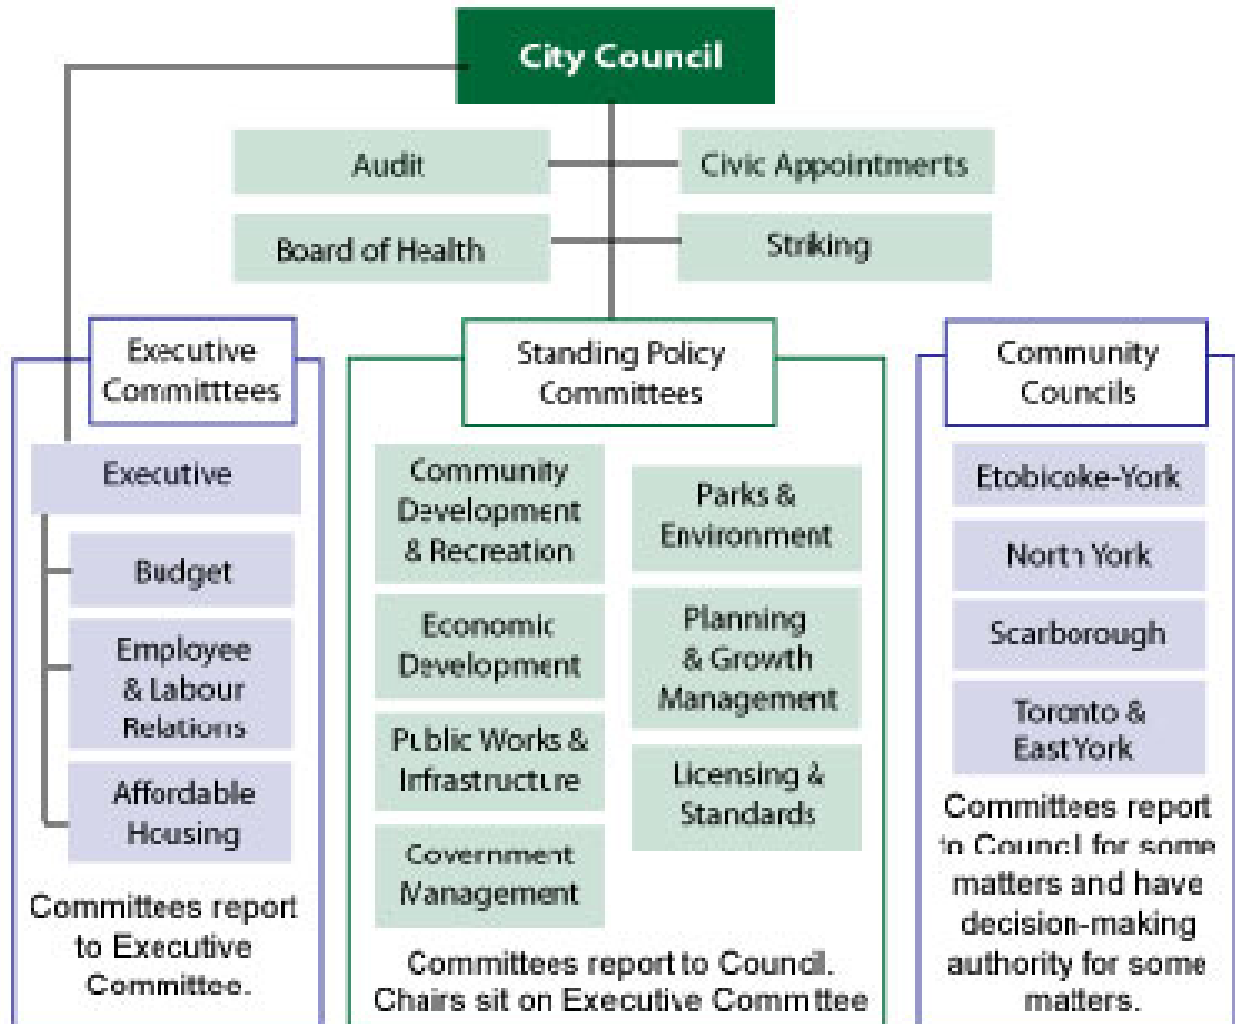 City Council
Audit
Civic Appointments
Board of Health
Striking
Executive
Committtees
Executive
Budget
Employee
& Labour
Relations
Affordable
Housing
Committees report
to Executive
Committee.
Standing Policy
Committees
Community
Development
& Recreation
Economic
Development
Public Works &
Infrastructure
Government
Management
Parks &
Environment
Planning
& Growth
Management
Licensing &
Standards
Committees report to Council.
Chairs sit on Executive Committee
Community
Councils
Etobicoke-York
North York
Scarborough
Toronto &
East York
Committees report
to Council for some
matters and have
decision-making
authority for some
matters.